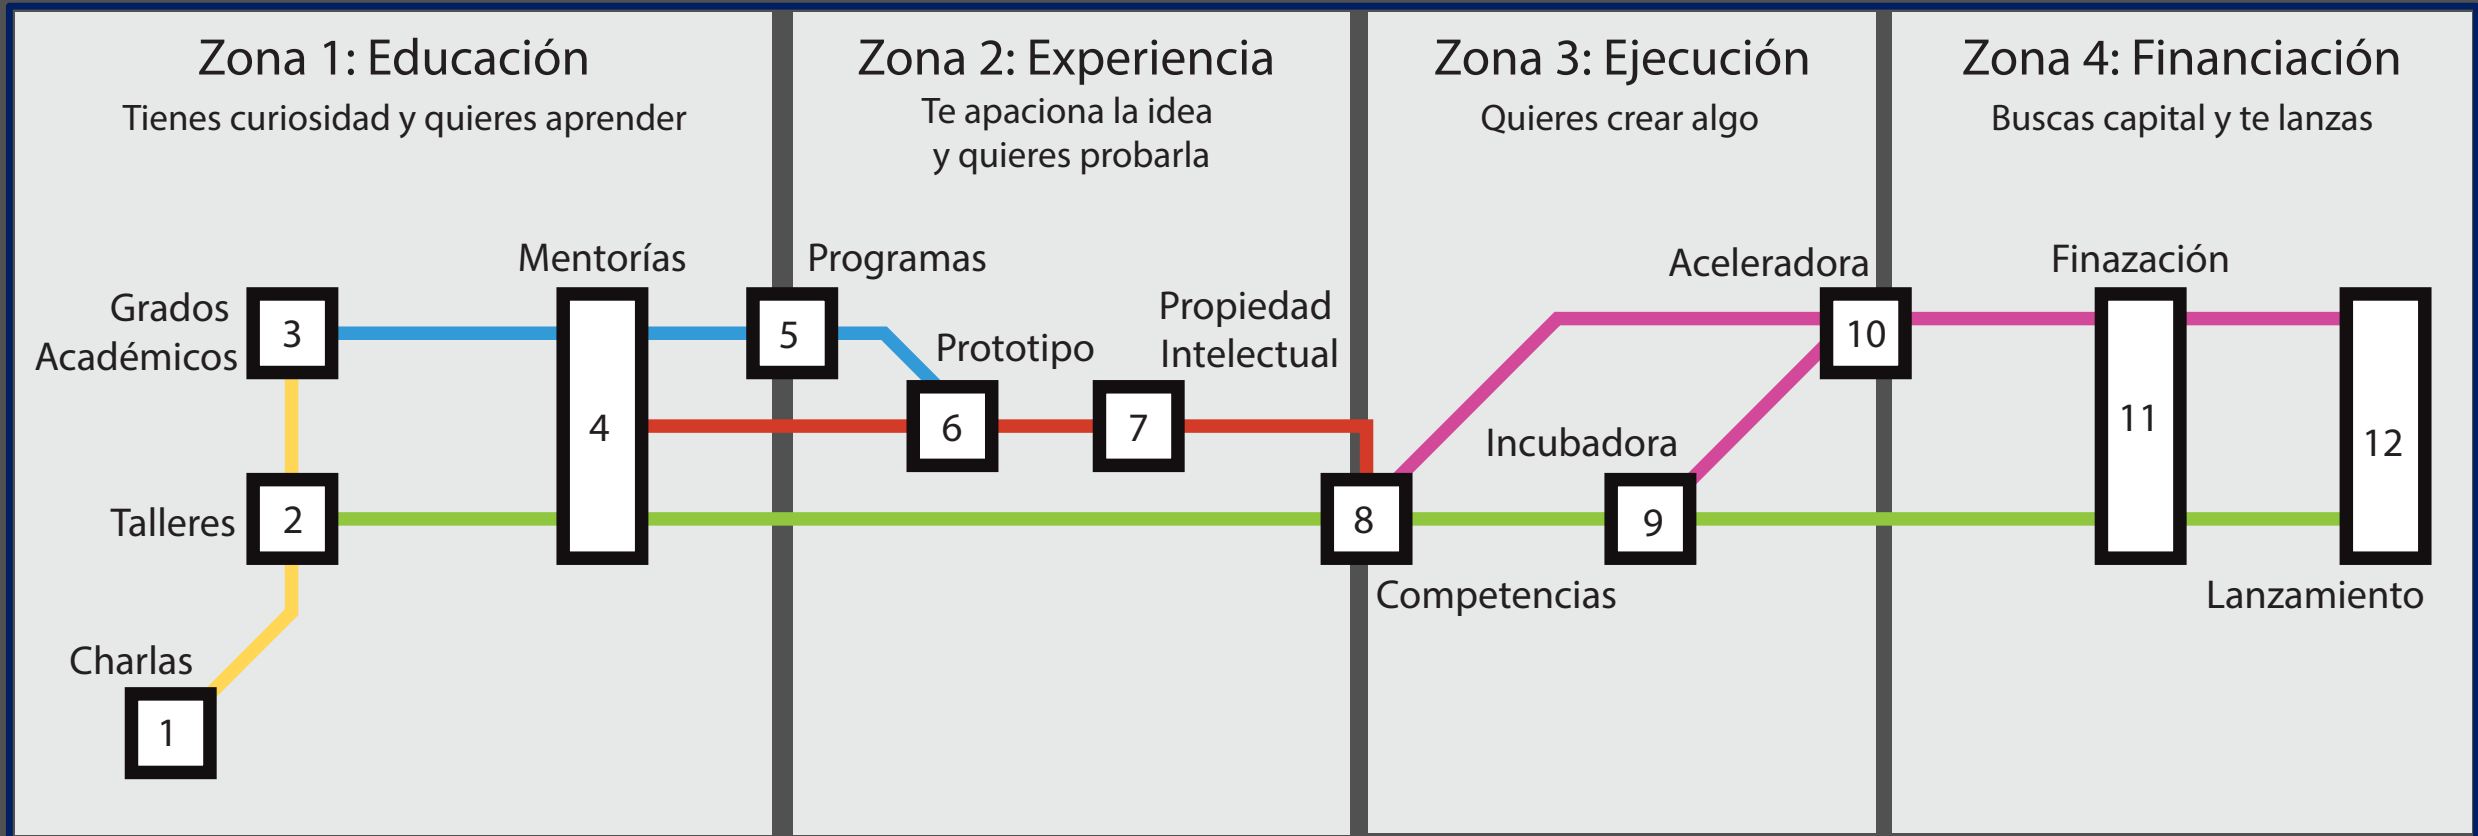 Zona 1: Educación
Tienes curiosidad y quieres aprender
Zona 2: Experiencia
Te apaciona la idea
y quieres probarla
Zona 3: Ejecución
Quieres crear algo
Zona 4: Financiación
Buscas capital y te lanzas
Grados
Académicos
3
Mentorías
4
Programas
5
Prototipo
6
Propiedad
Intelectual
7
Talleres
2
Charlas
1
8
Competencias
Incubadora
9
Aceleradora
10
Finazación
11
12
Lanzamiento